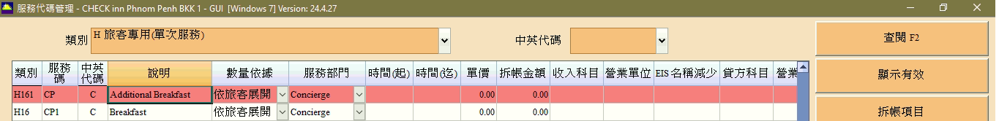 服務代碼管理 - CHECK inn Phnom Penh BKK 1 - GUI [Windows 7] Version: 24.4.27
類別 H 旅客專用(單次服務) 中英代碼 查閱 F2
顯示有效
拆帳項目
類別 服務碼 中英代碼 說明 數量依據 服務部門 時間(起) 時間(迄) 單價 拆帳金額 收入科目 營業單位 EIS 名稱減少 貸方科目 營業
H161 CP C Additional Breakfast 依旅客展開 Concierge 0.00 0.00
H16 CP1 C Breakfast 依旅客展開 Concierge 0.00 0.00